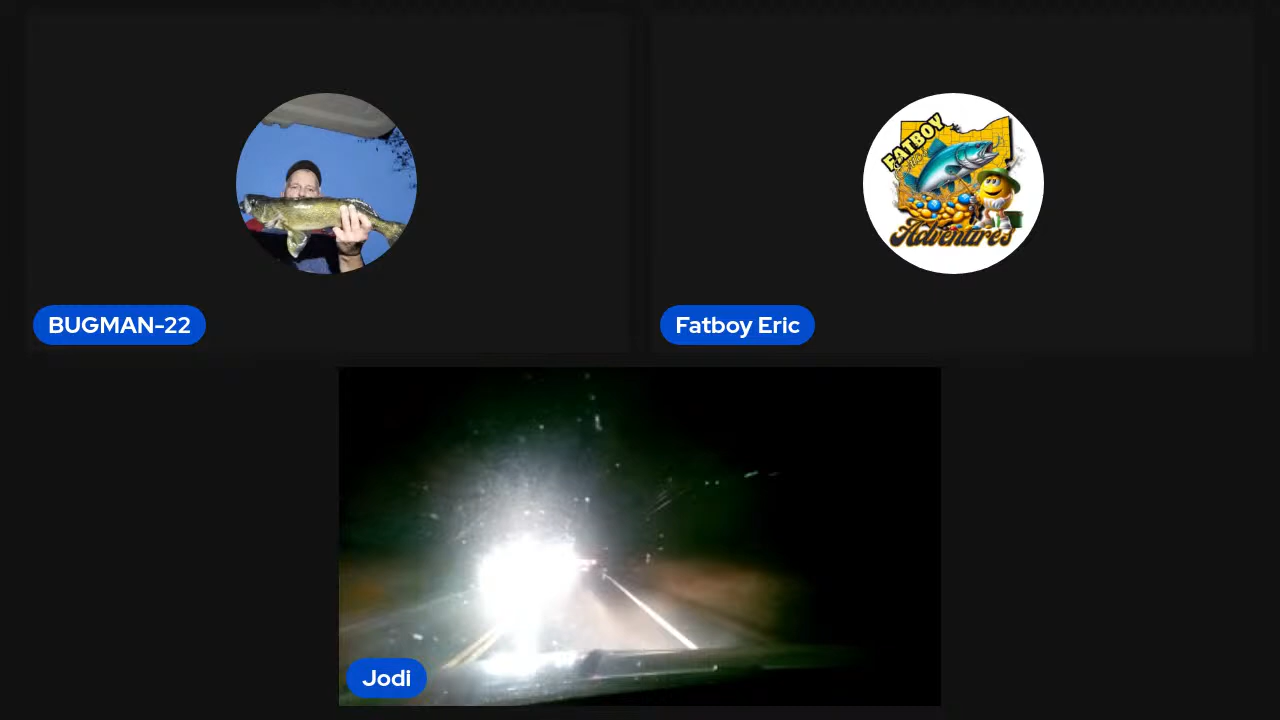 FATBOY
Adventures
BUGMAN-22
Fatboy Eric
Jodi